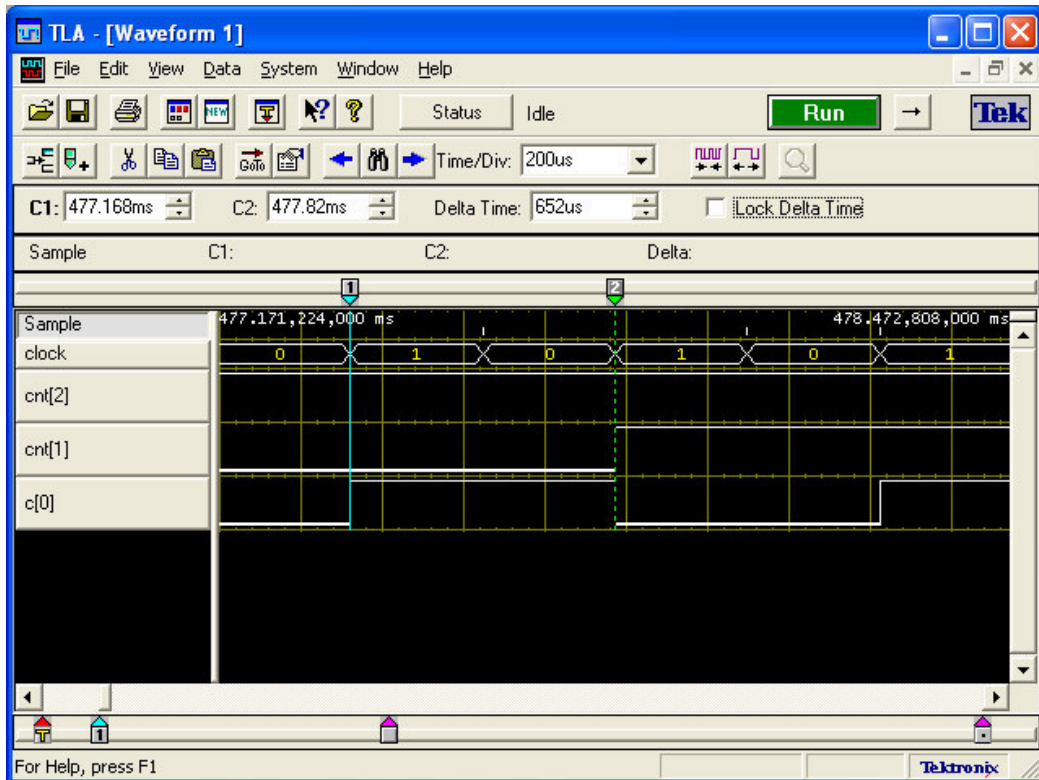 TLA - [Waveform 1]
File Edit View Data System Window Help
NEW Status Idle Run Tek
GoTo Time/Div: 200us
C1: 477.168ms C2: 477.82ms Delta Time: 652us Lock Delta Time
Sample C1: C2: Delta:
1 2
Sample 477.171,224,000 ms 478.472,808,000 ms
clock 0 1 0 1 0 1
cnt[2]
cnt[1]
c[0]
T 1
For Help, press F1 Tektronix